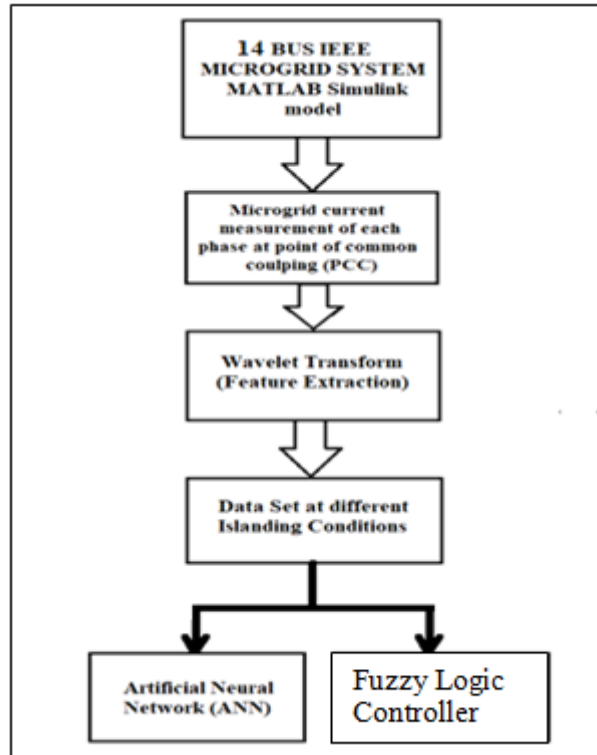 14 BUS IEEE
MICROGRID SYSTEM
MATLAB Simulink
model
Microgrid current
measurement of each
phase at point of common
coulping (PCC)
Wavelet Transform
(Feature Extraction)
Data Set at different
Islanding Conditions
Artificial Neural
Network (ANN)
Fuzzy Logic
Controller